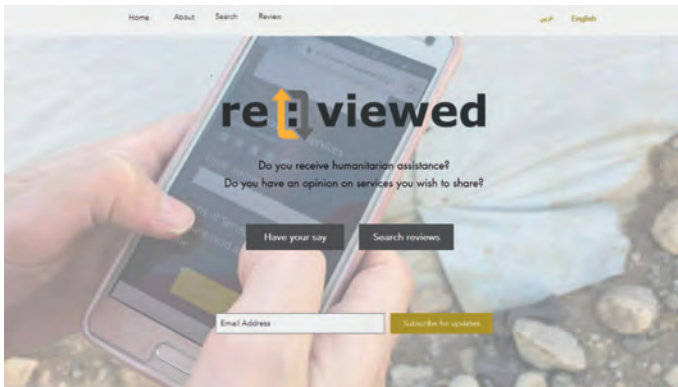 Home About Search Review عربي English
re:viewed
Do you receive humanitarian assistance?
Do you have an opinion on services you wish to share?
Have your say Search reviews
Email Address Subscribe for updates